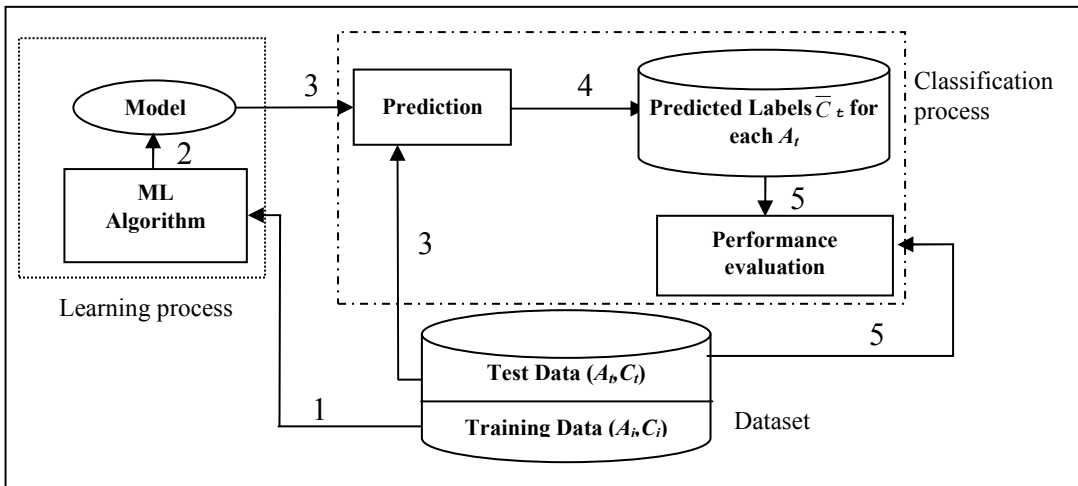 Model
3
Prediction
4
Predicted Labels C̅ t for
each At
Classification
process
2
ML
Algorithm
5
3
Performance
evaluation
Learning process
5
Test Data (At,Ct)
1
Training Data (Ai,Ci)
Dataset